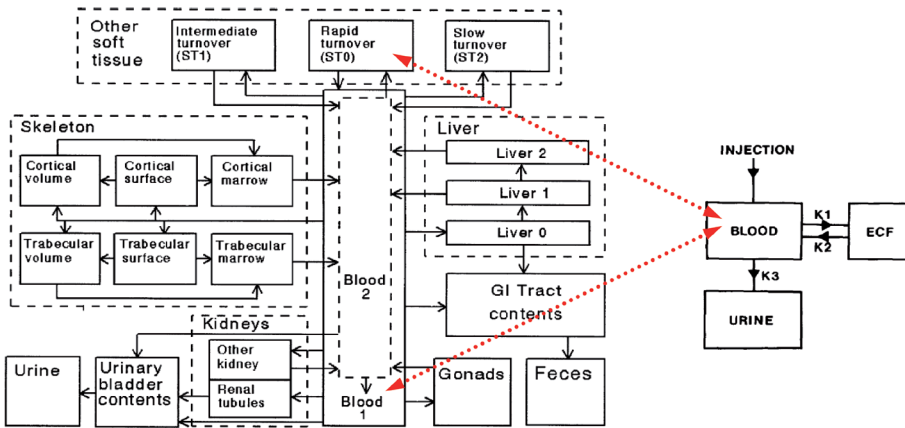 Other
soft
tissue
Intermediate
turnover
(ST1)
Rapid
turnover
(ST0)
Slow
turnover
(ST2)
Skeleton
Cortical
volume
Cortical
surface
Cortical
marrow
Trabecular
volume
Trabecular
surface
Trabecular
marrow
Liver
Liver 2
Liver 1
Liver 0
Blood
2
GI Tract
contents
Kidneys
Other
kidney
Renal
tubules
Urine
Urinary
bladder
contents
Blood
1
Gonads
Feces
INJECTION
BLOOD
K1
K2
ECF
K3
URINE